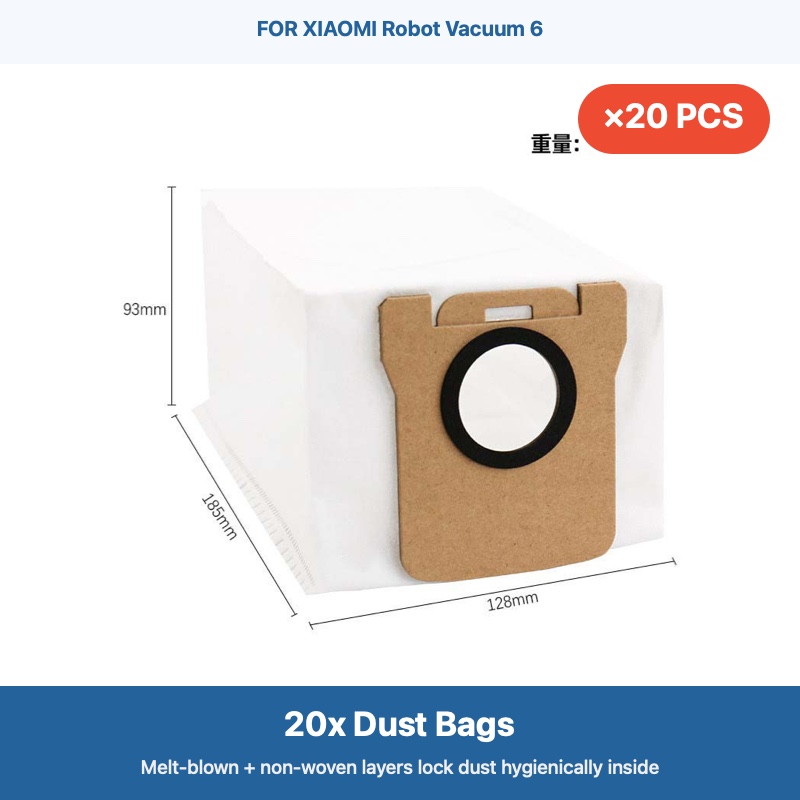 FOR XIAOMI Robot Vacuum 6
×20 PCS
重量:
93mm
185mm
128mm
20x Dust Bags
Melt-blown + non-woven layers lock dust hygienically inside